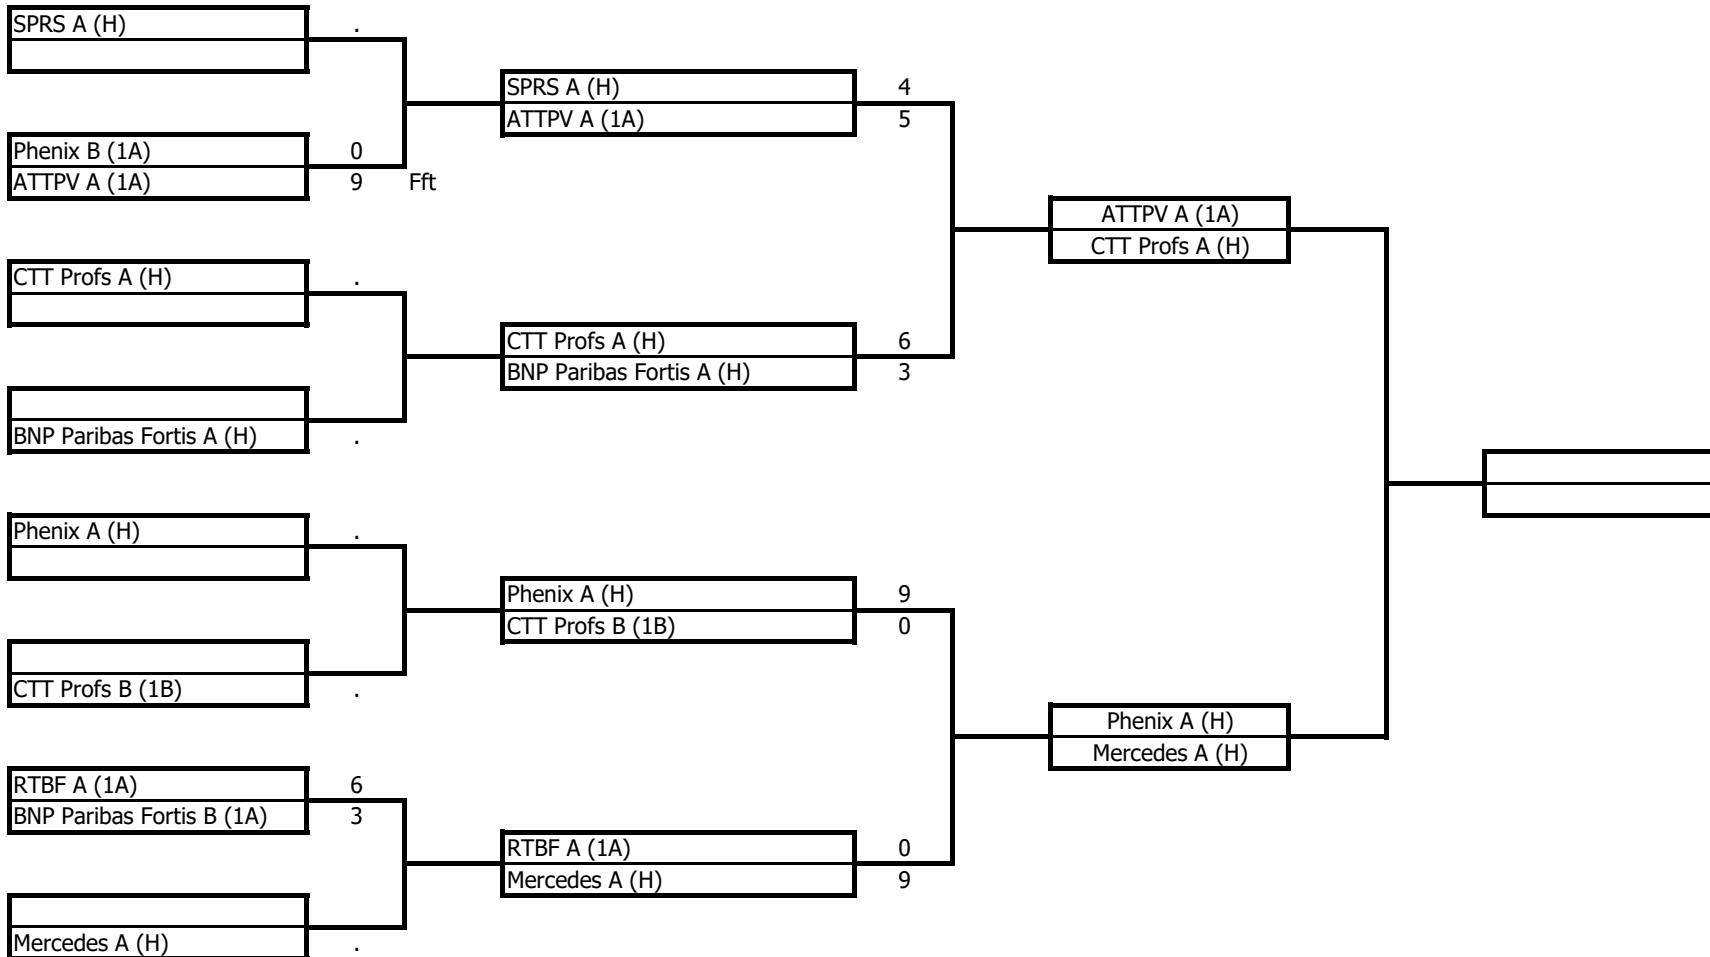 SPRS A (H) .
SPRS A (H) 4
ATTPV A (1A) 5
Phenix B (1A) 0
ATTPV A (1A) 9 Fft
ATTPV A (1A)
CTT Profs A (H)
CTT Profs A (H) .
CTT Profs A (H) 6
BNP Paribas Fortis A (H) 3
BNP Paribas Fortis A (H) .
Phenix A (H) .
Phenix A (H) 9
CTT Profs B (1B) 0
CTT Profs B (1B) .
Phenix A (H)
Mercedes A (H)
RTBF A (1A) 6
BNP Paribas Fortis B (1A) 3
RTBF A (1A) 0
Mercedes A (H) 9
Mercedes A (H) .